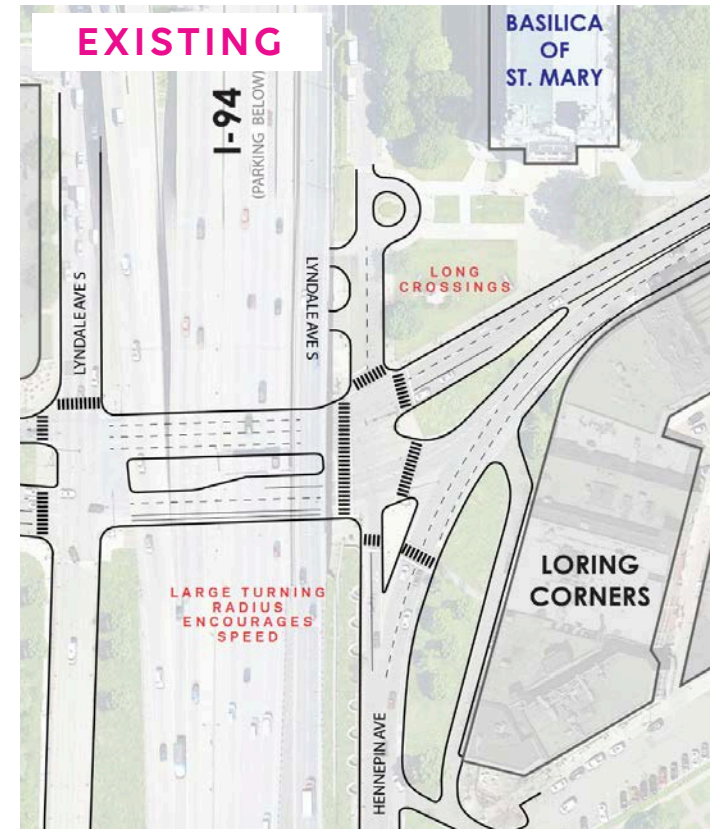 EXISTING
BASILICA
OF
ST. MARY
I-94
(PARKING BELOW)
LYNDALE AVE S
LYNDALE AVE S
LONG
CROSSINGS
LARGE TURNING
RADIUS
ENCOURAGES
SPEED
LORING
CORNERS
HENNEPIN AVE